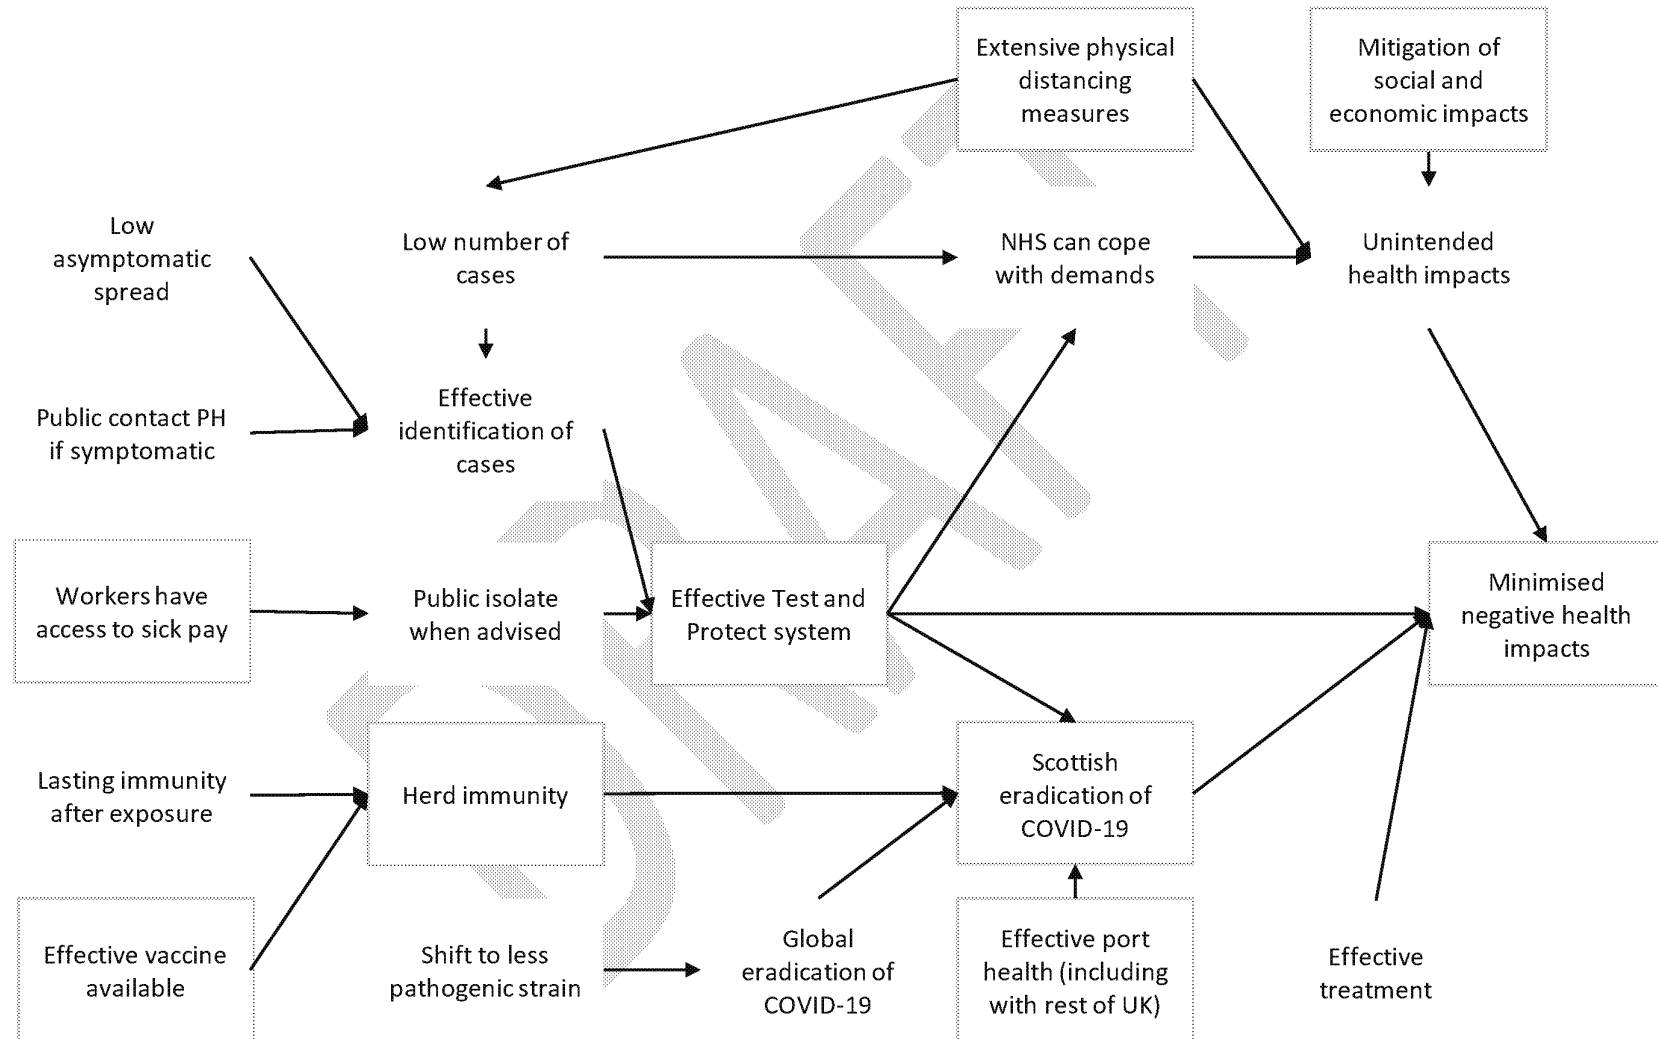 Extensive physical
distancing
measures
Mitigation of
social and
economic impacts
Low
asymptomatic
spread
Low number of
cases
NHS can cope
with demands
Unintended
health impacts
Public contact PH
if symptomatic
Effective
identification of
cases
Workers have
access to sick pay
Public isolate
when advised
Effective Test and
Protect system
Minimised
negative health
impacts
Lasting immunity
after exposure
Herd immunity
Scottish
eradication of
COVID-19
Effective vaccine
available
Shift to less
pathogenic strain
Global
eradication of
COVID-19
Effective port
health (including
with rest of UK)
Effective
treatment
DRAFT